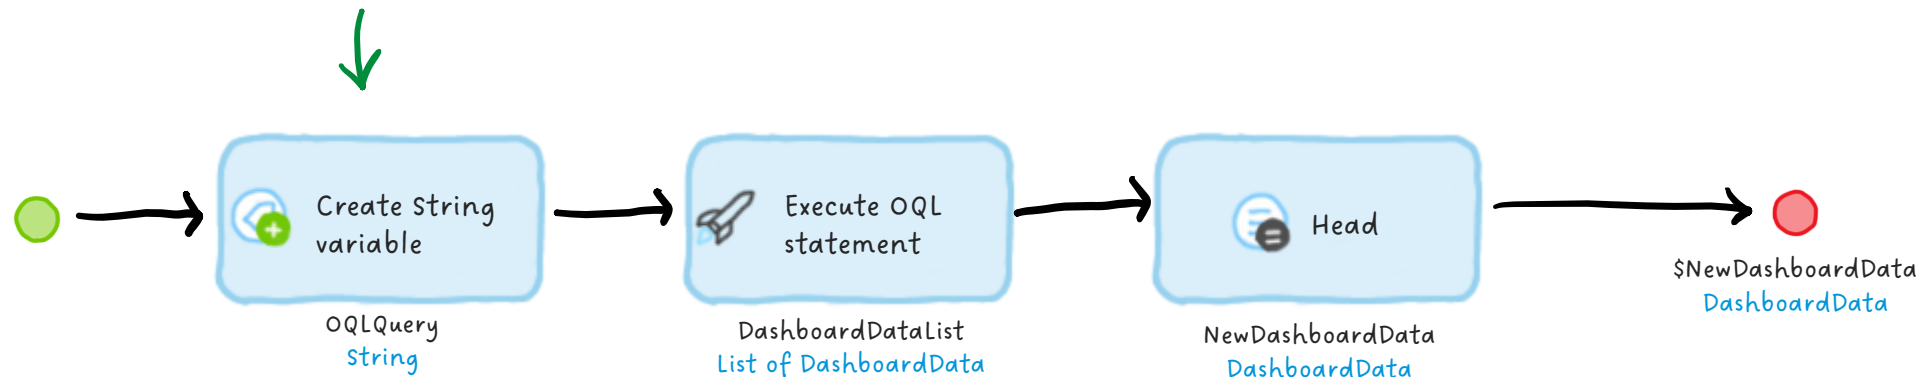 Create String
variable
OQLQuery
String
Execute OQL
statement
DashboardDataList
List of DashboardData
Head
NewDashboardData
DashboardData
$NewDashboardData
DashboardData